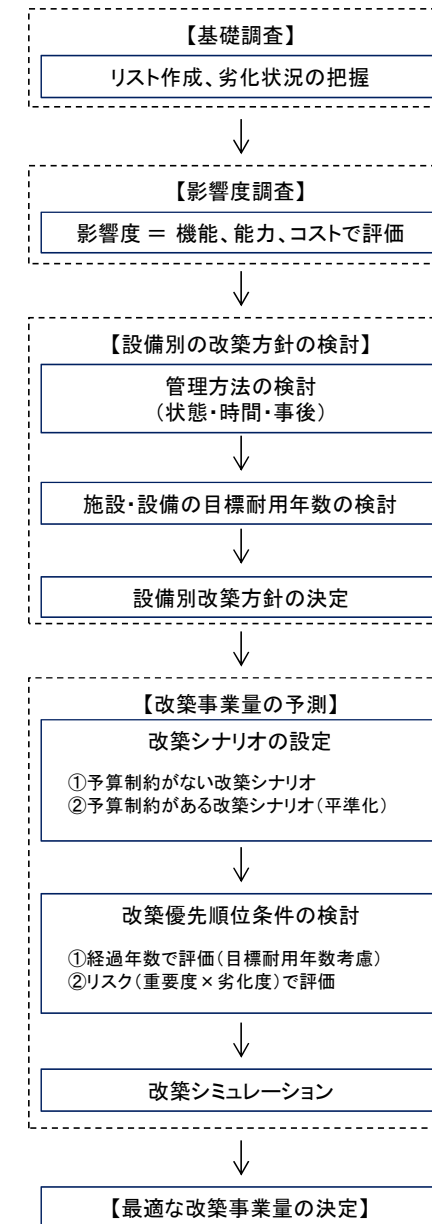 【基礎調査】
リスト作成、劣化状況の把握
【影響度調査】
影響度 = 機能、能力、コストで評価
【設備別の改築方針の検討】
管理方法の検討
(状態・時間・事後)
施設・設備の目標耐用年数の検討
設備別改築方針の決定
【改築事業量の予測】
改築シナリオの設定
①予算制約がない改築シナリオ
②予算制約がある改築シナリオ(平準化)
改築優先順位条件の検討
①経過年数で評価(目標耐用年数考慮)
②リスク(重要度×劣化度)で評価
改築シミュレーション
【最適な改築事業量の決定】